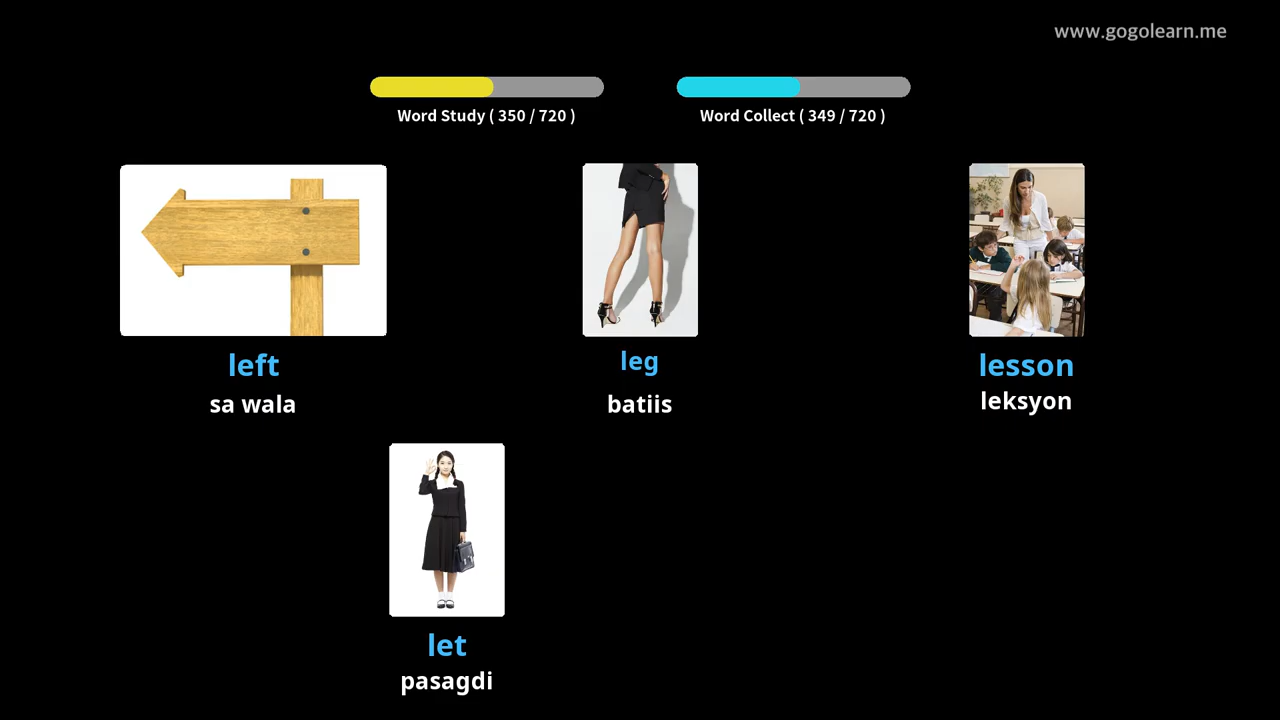 www.gogolearn.me
Word Study ( 350 / 720 )
Word Collect ( 349 / 720 )
left
sa wala
leg
batiis
lesson
leksyon
let
pasagdi